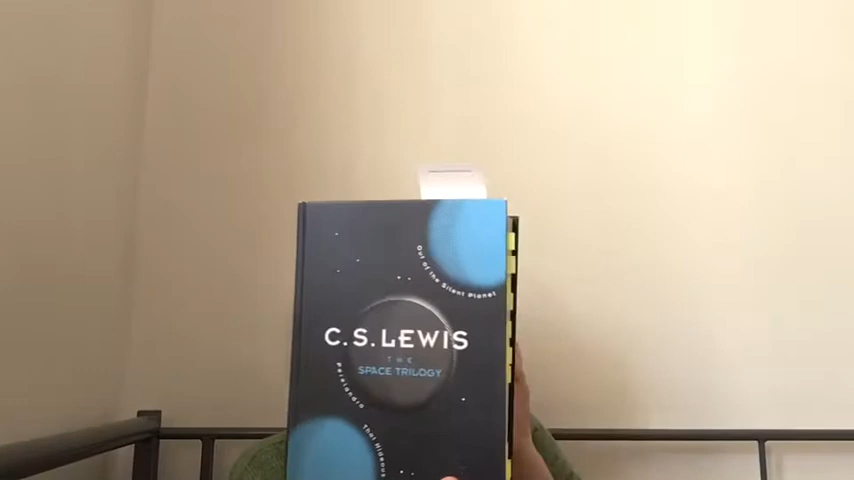 Out of the Silent Planet
C.S. LEWIS
THE
SPACE TRILOGY
Perelandra
That Hideous